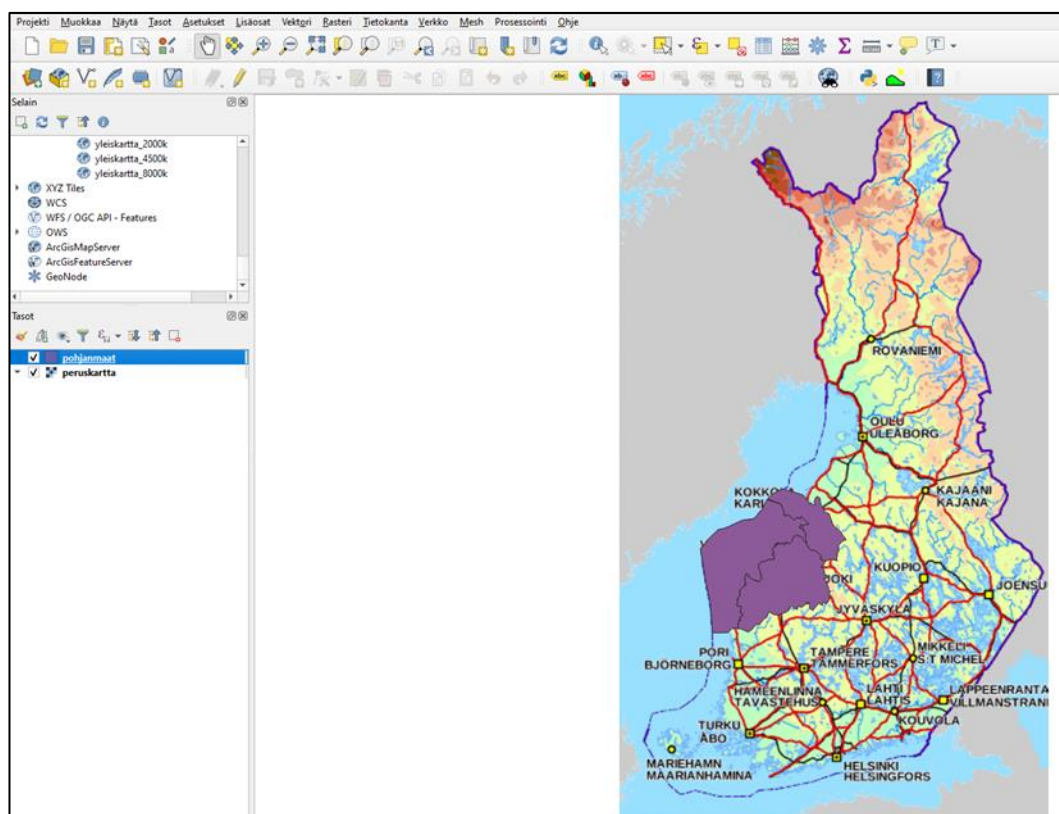 Projekti Muokkaa Näytä Tasot Asetukset Lisäosat Vektori Rasteri Tietokanta Verkko Mesh Prosessointi Ohje
Selain
yleiskartta_2000k
yleiskartta_4500k
yleiskartta_8000k
XYZ Tiles
WCS
WFS / OGC API - Features
OWS
ArcGisMapServer
ArcGisFeatureServer
GeoNode
Tasot
pohjanmaat
peruskartta
ROVANIEMI
OULU
ULEÅBORG
KAJAANI
KAJANA
KOKKO
KARL
KUOPIO
JOENSU
JOKI
JYVÄSKYLÄ
PORI
BJÖRNEBORG
TAMPERE
TAMMERFORS
MIKKELI
S:T MICHEL
HÄMEENLINNA
TAVASTEHUS
LAHTI
LAHTIS
LAPPEENRANTA
VILLMANSTRAN
KOUVOLA
TURKU
ÅBO
MARIEHAMN
MAARIANHAMINA
HELSINKI
HELSINGFORS